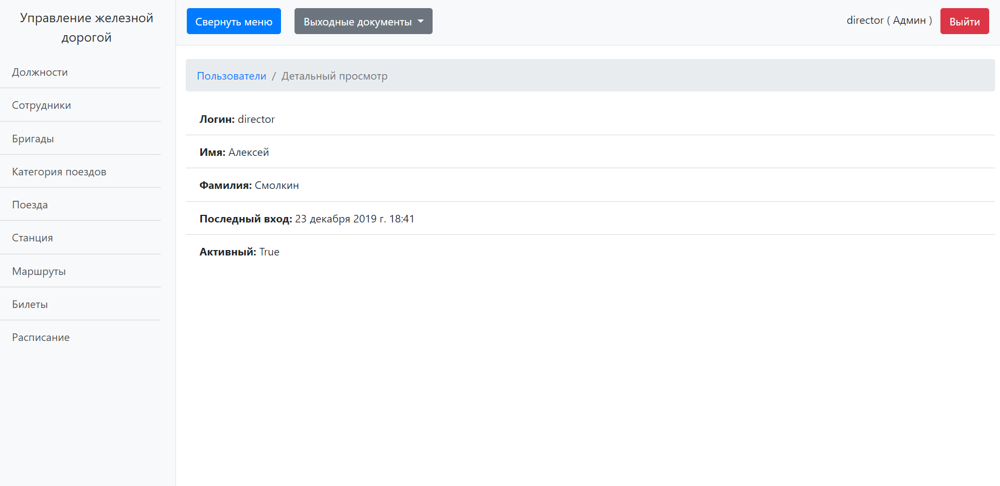 Управление железной
дорогой
Должности
Сотрудники
Бригады
Категория поездов
Поезда
Станция
Маршруты
Билеты
Расписание
Свернуть меню
Выходные документы
director ( Админ )
Выйти
Пользователи / Детальный просмотр
Логин: director
Имя: Алексей
Фамилия: Смолкин
Последный вход: 23 декабря 2019 г. 18:41
Активный: True